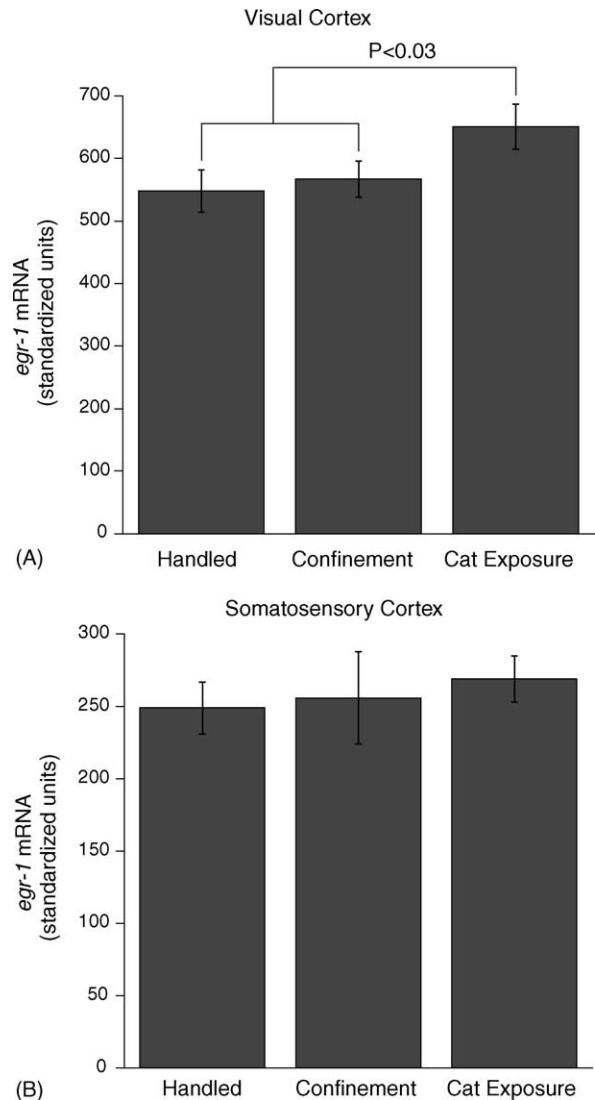 Visual Cortex
P<0.03
700
600
500
400
300
200
100
0
egr-1 mRNA
(standardized units)
(A)
Handled Confinement Cat Exposure
Somatosensory Cortex
300
250
200
150
100
50
0
egr-1 mRNA
(standardized units)
(B)
Handled Confinement Cat Exposure